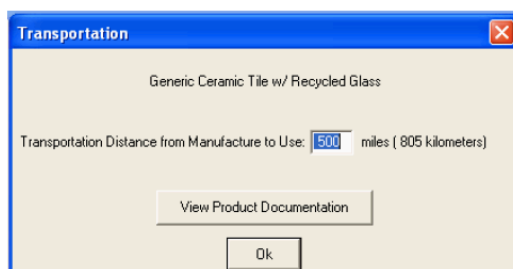 Transportation
Generic Ceramic Tile w/ Recycled Glass
Transportation Distance from Manufacture to Use: 500 miles ( 805 kilometers)
View Product Documentation
Ok